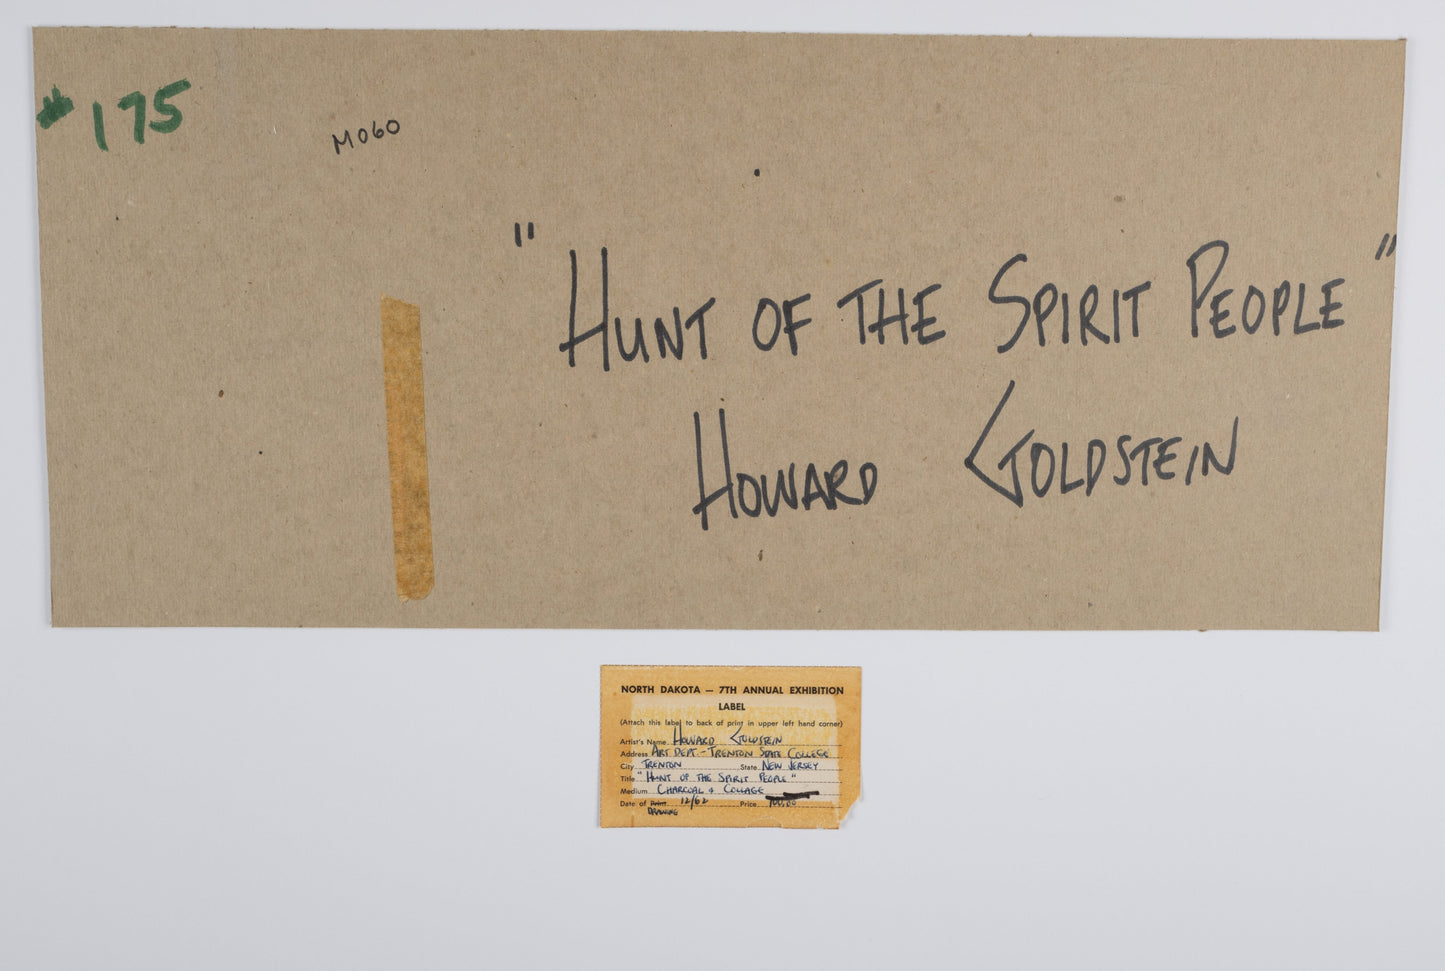 # 175
M060
"HUNT OF THE SPIRIT PEOPLE"
HOWARD GOLDSTEIN
NORTH DAKOTA — 7TH ANNUAL EXHIBITION
LABEL
(Attach this label to back of print in upper left hand corner)
Artist's Name HOWARD GOLDSTEIN
Address ART DEPT - TRENTON STATE COLLEGE
City TRENTON State NEW JERSEY
Title "HUNT OF THE SPIRIT PEOPLE"
Medium CHARCOAL & COLLAGE
Date of Print 12/62 Price
DRAWING